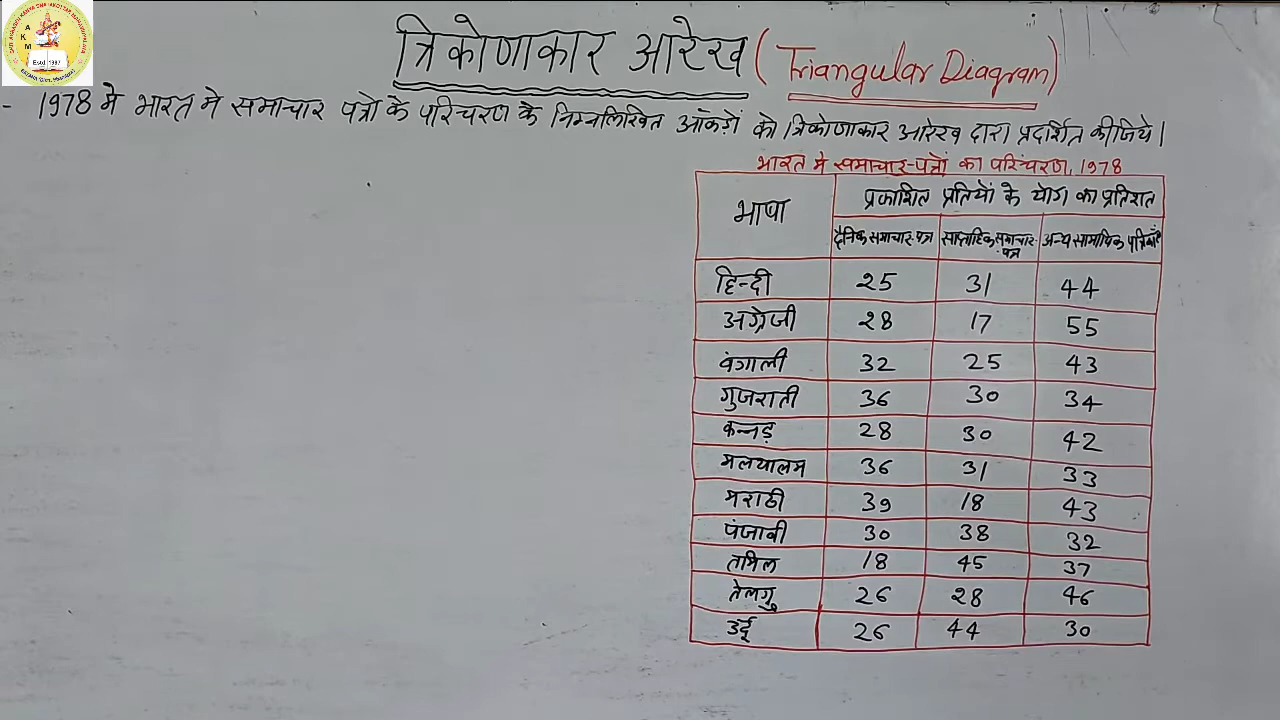 त्रिकोणाकार आरेख (Triangular Diagram)
- 1978 मे भारत मे समाचार पत्रो के परिचरण के निम्नलिखित आंकड़ों को त्रिकोणाकार आरेख द्वारा प्रदर्शित कीजिये।
भारत मे समाचार-पत्रों का परिचरण, 1978
भाषा प्रकाशित प्रतियों के योग का प्रतिशत
दैनिक समाचार-पत्र साप्ताहिक समाचार-पत्र अन्य सामायिक पत्रिकाएँ
हिन्दी 25 31 44
अंग्रेजी 28 17 55
बंगाली 32 25 43
गुजराती 36 30 34
कन्नड़ 28 30 42
मलयालम 36 31 33
मराठी 39 18 43
पंजाबी 30 38 32
तमिल 18 45 37
तेलगु 26 28 46
उर्दू 26 44 30
AKM
Estd 1987